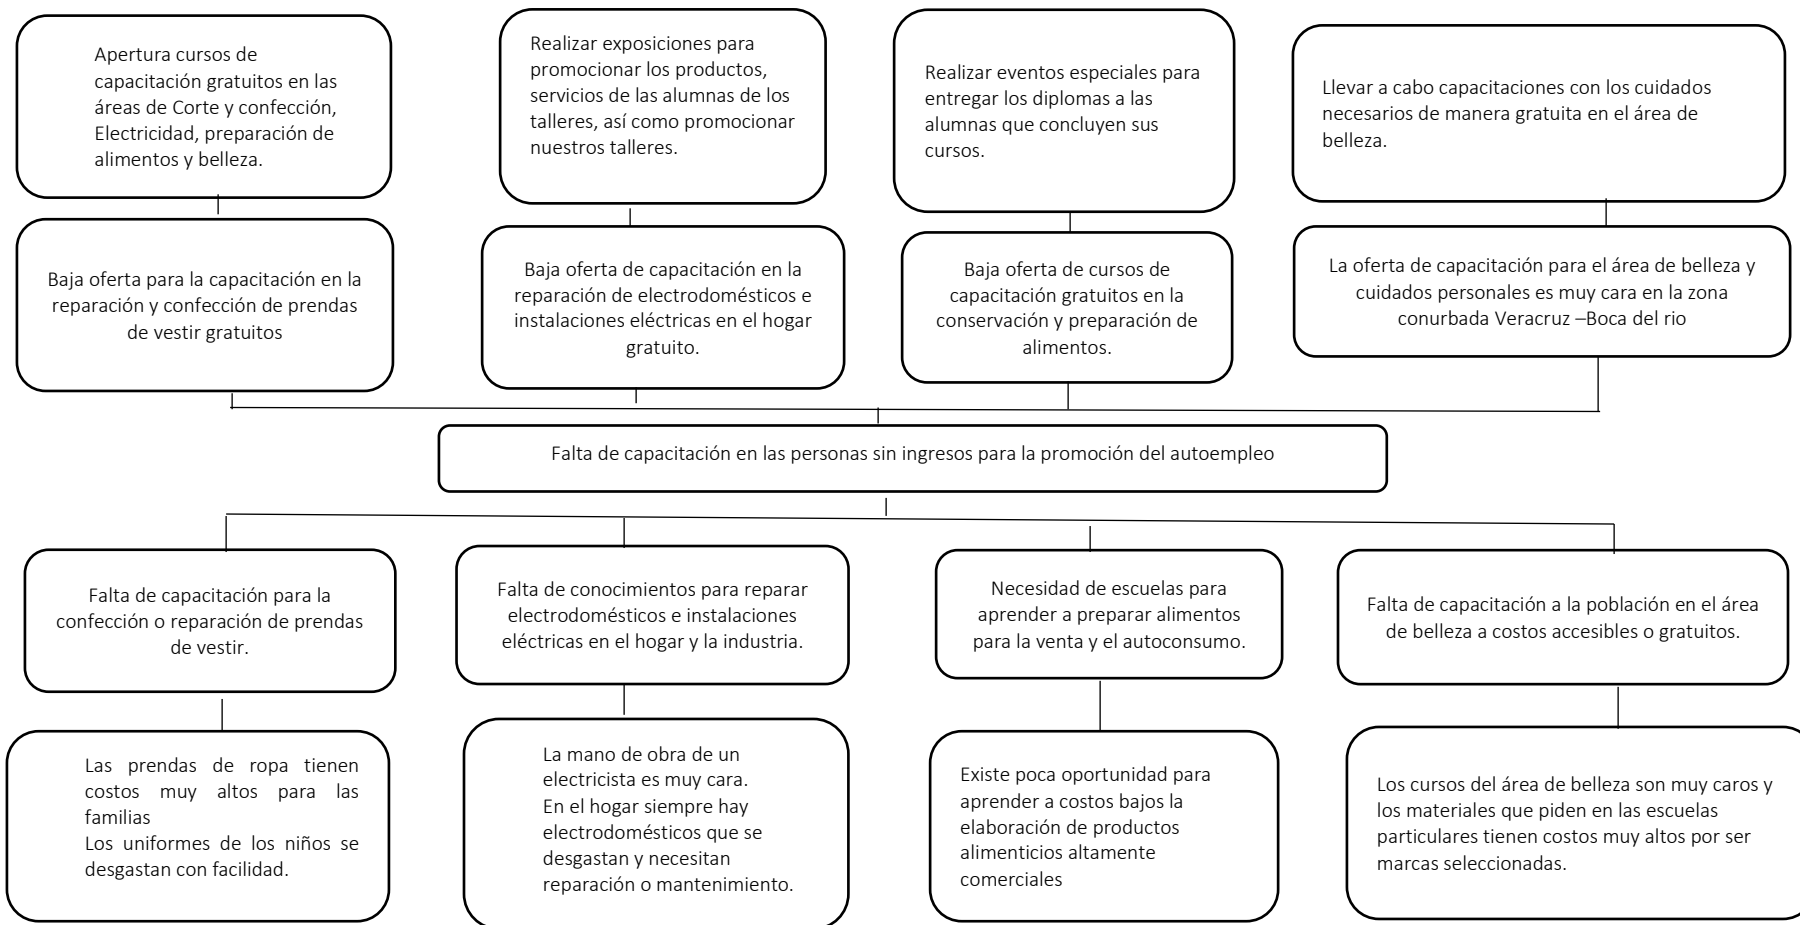 Apertura cursos de
capacitación gratuitos en las
áreas de Corte y confección,
Electricidad, preparación de
alimentos y belleza.
Realizar exposiciones para
promocionar los productos,
servicios de las alumnas de los
talleres, así como promocionar
nuestros talleres.
Realizar eventos especiales para
entregar los diplomas a las
alumnas que concluyen sus
cursos.
Llevar a cabo capacitaciones con los cuidados
necesarios de manera gratuita en el área de
belleza.
Baja oferta para la capacitación en la
reparación y confección de prendas
de vestir gratuitos
Baja oferta de capacitación en la
reparación de electrodomésticos e
instalaciones eléctricas en el hogar
gratuito.
Baja oferta de cursos de
capacitación gratuitos en la
conservación y preparación de
alimentos.
La oferta de capacitación para el área de belleza y
cuidados personales es muy cara en la zona
conurbada Veracruz –Boca del rio
Falta de capacitación en las personas sin ingresos para la promoción del autoempleo
Falta de capacitación para la
confección o reparación de prendas
de vestir.
Falta de conocimientos para reparar
electrodomésticos e instalaciones
eléctricas en el hogar y la industria.
Necesidad de escuelas para
aprender a preparar alimentos
para la venta y el autoconsumo.
Falta de capacitación a la población en el área
de belleza a costos accesibles o gratuitos.
Las prendas de ropa tienen
costos muy altos para las
familias
Los uniformes de los niños se
desgastan con facilidad.
La mano de obra de un
electricista es muy cara.
En el hogar siempre hay
electrodomésticos que se
desgastan y necesitan
reparación o mantenimiento.
Existe poca oportunidad para
aprender a costos bajos la
elaboración de productos
alimenticios altamente
comerciales
Los cursos del área de belleza son muy caros y
los materiales que piden en las escuelas
particulares tienen costos muy altos por ser
marcas seleccionadas.